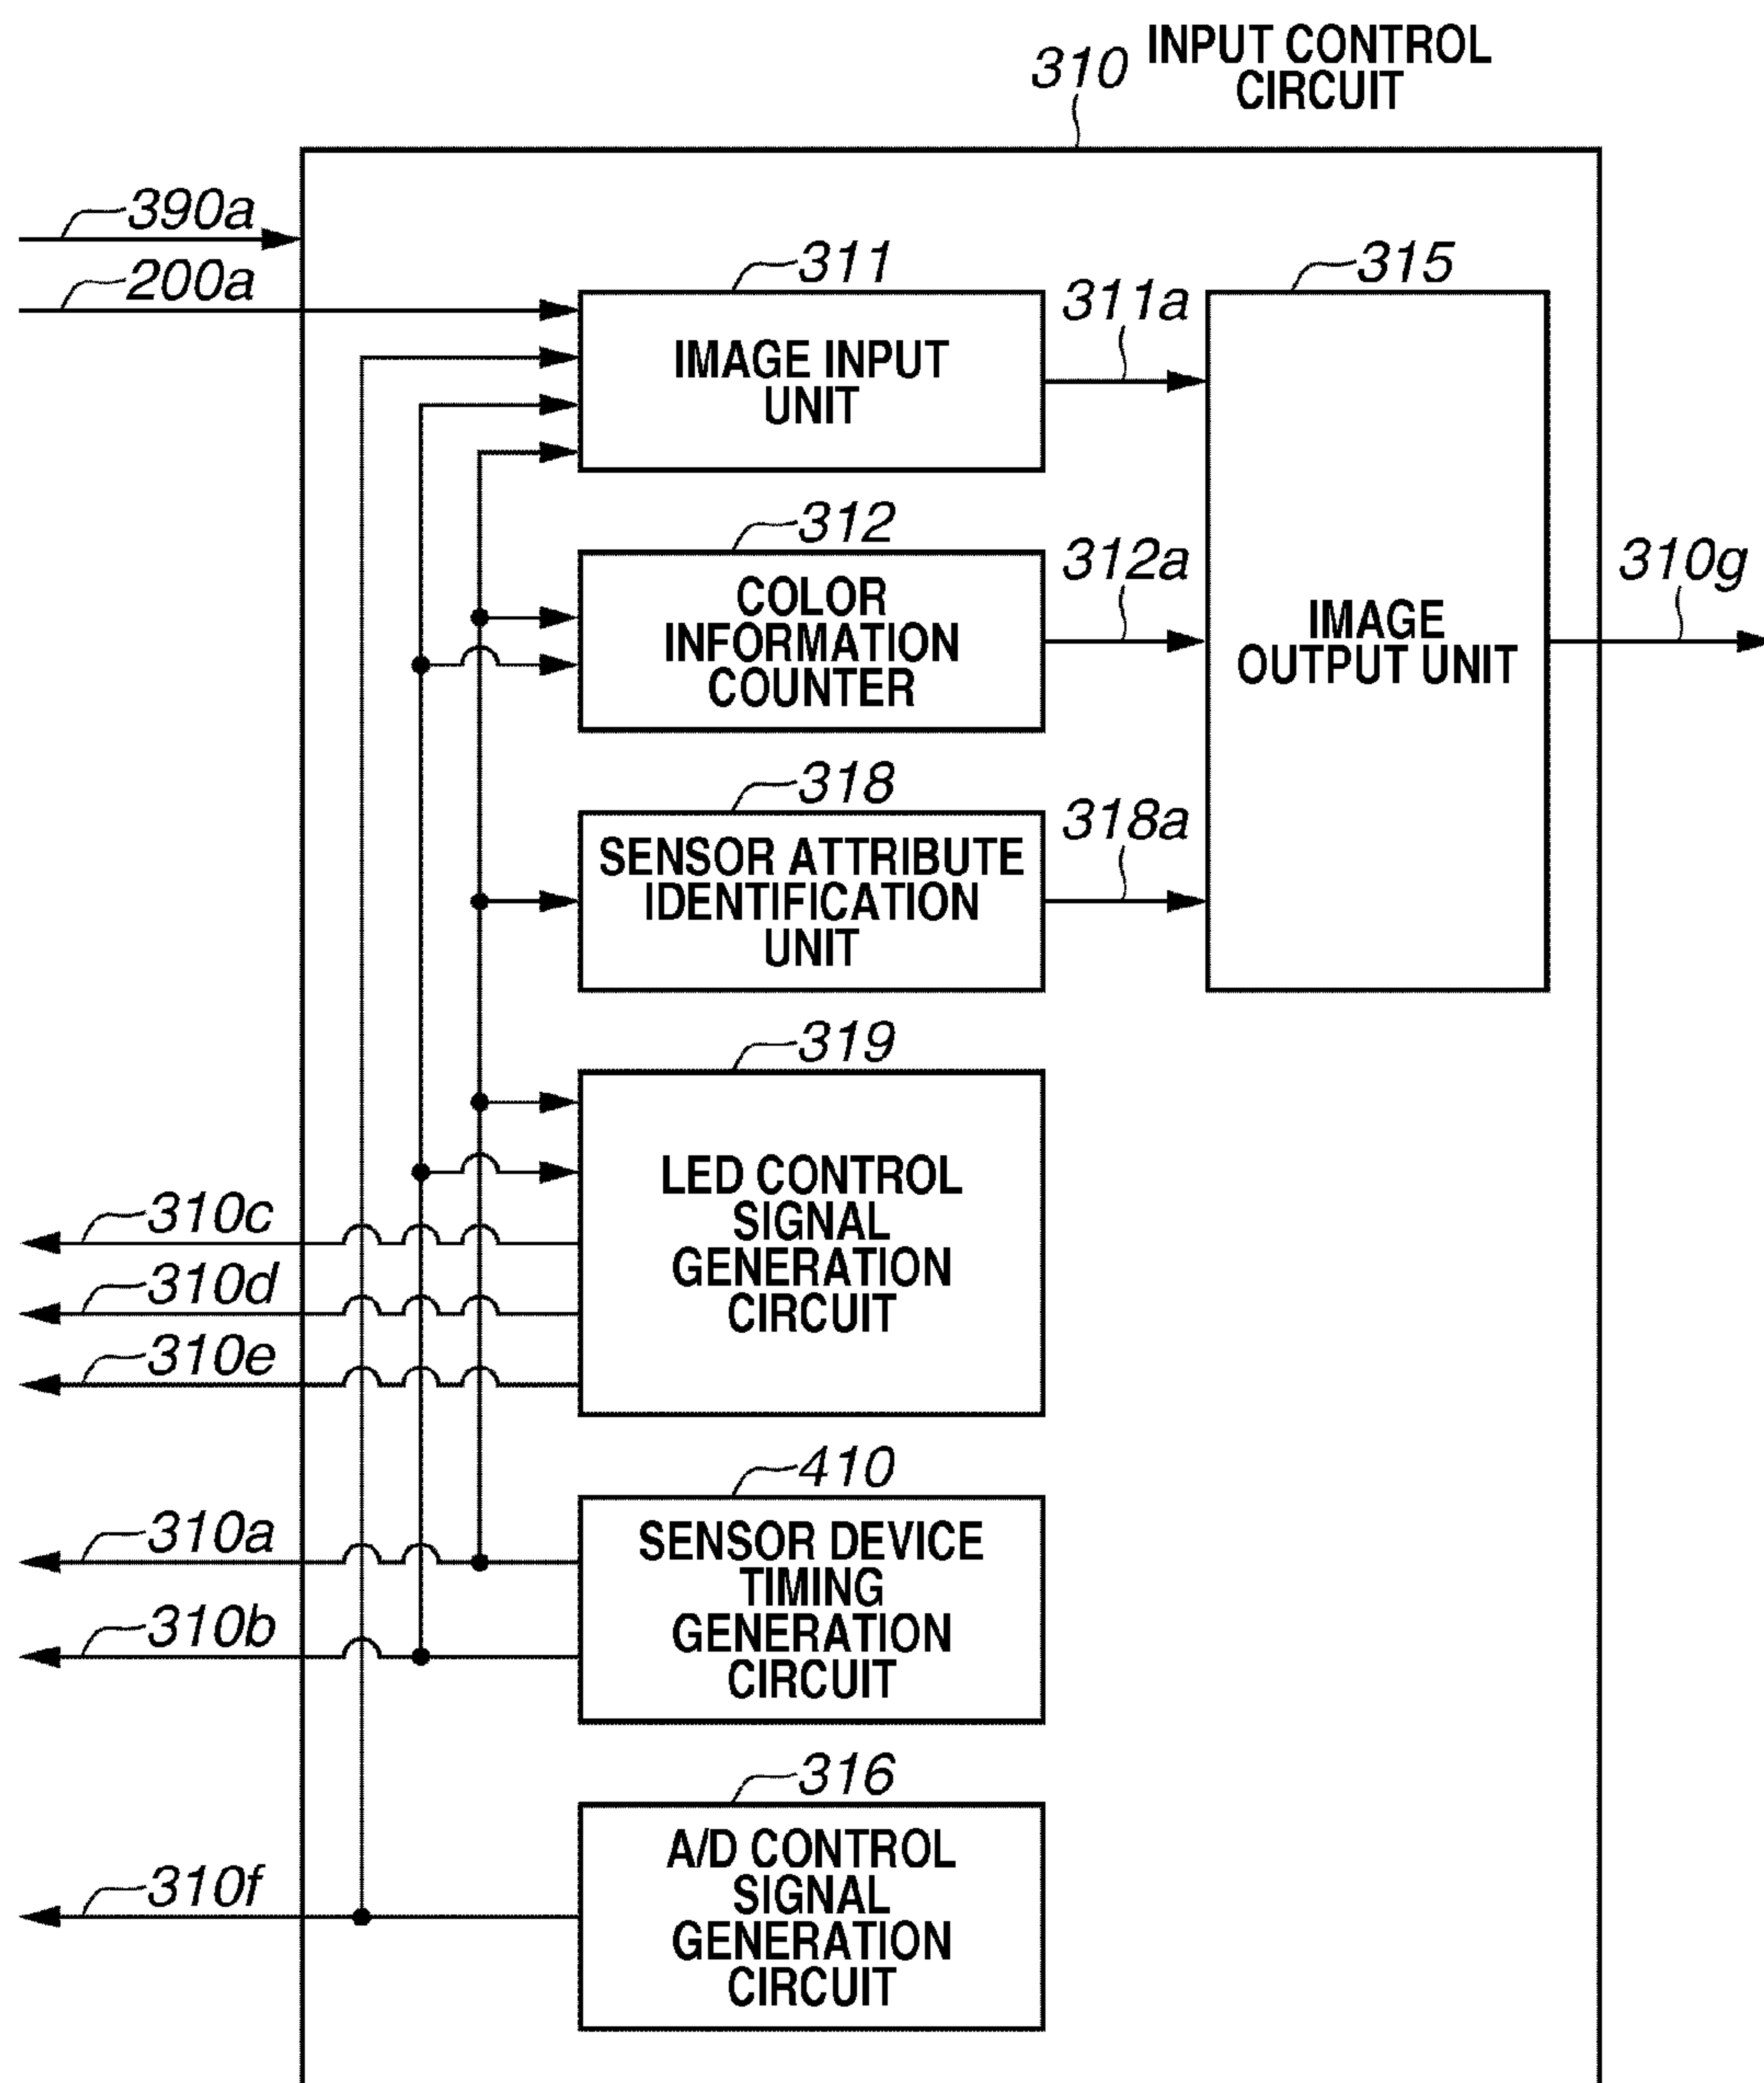 310
INPUT CONTROL
CIRCUIT
390a
200a
311
IMAGE INPUT
UNIT
311a
315
IMAGE
OUTPUT UNIT
310g
312
COLOR
INFORMATION
COUNTER
312a
318
SENSOR ATTRIBUTE
IDENTIFICATION
UNIT
318a
319
LED CONTROL
SIGNAL
GENERATION
CIRCUIT
310c
310d
310e
410
SENSOR DEVICE
TIMING
GENERATION
CIRCUIT
310a
310b
316
A/D CONTROL
SIGNAL
GENERATION
CIRCUIT
310f